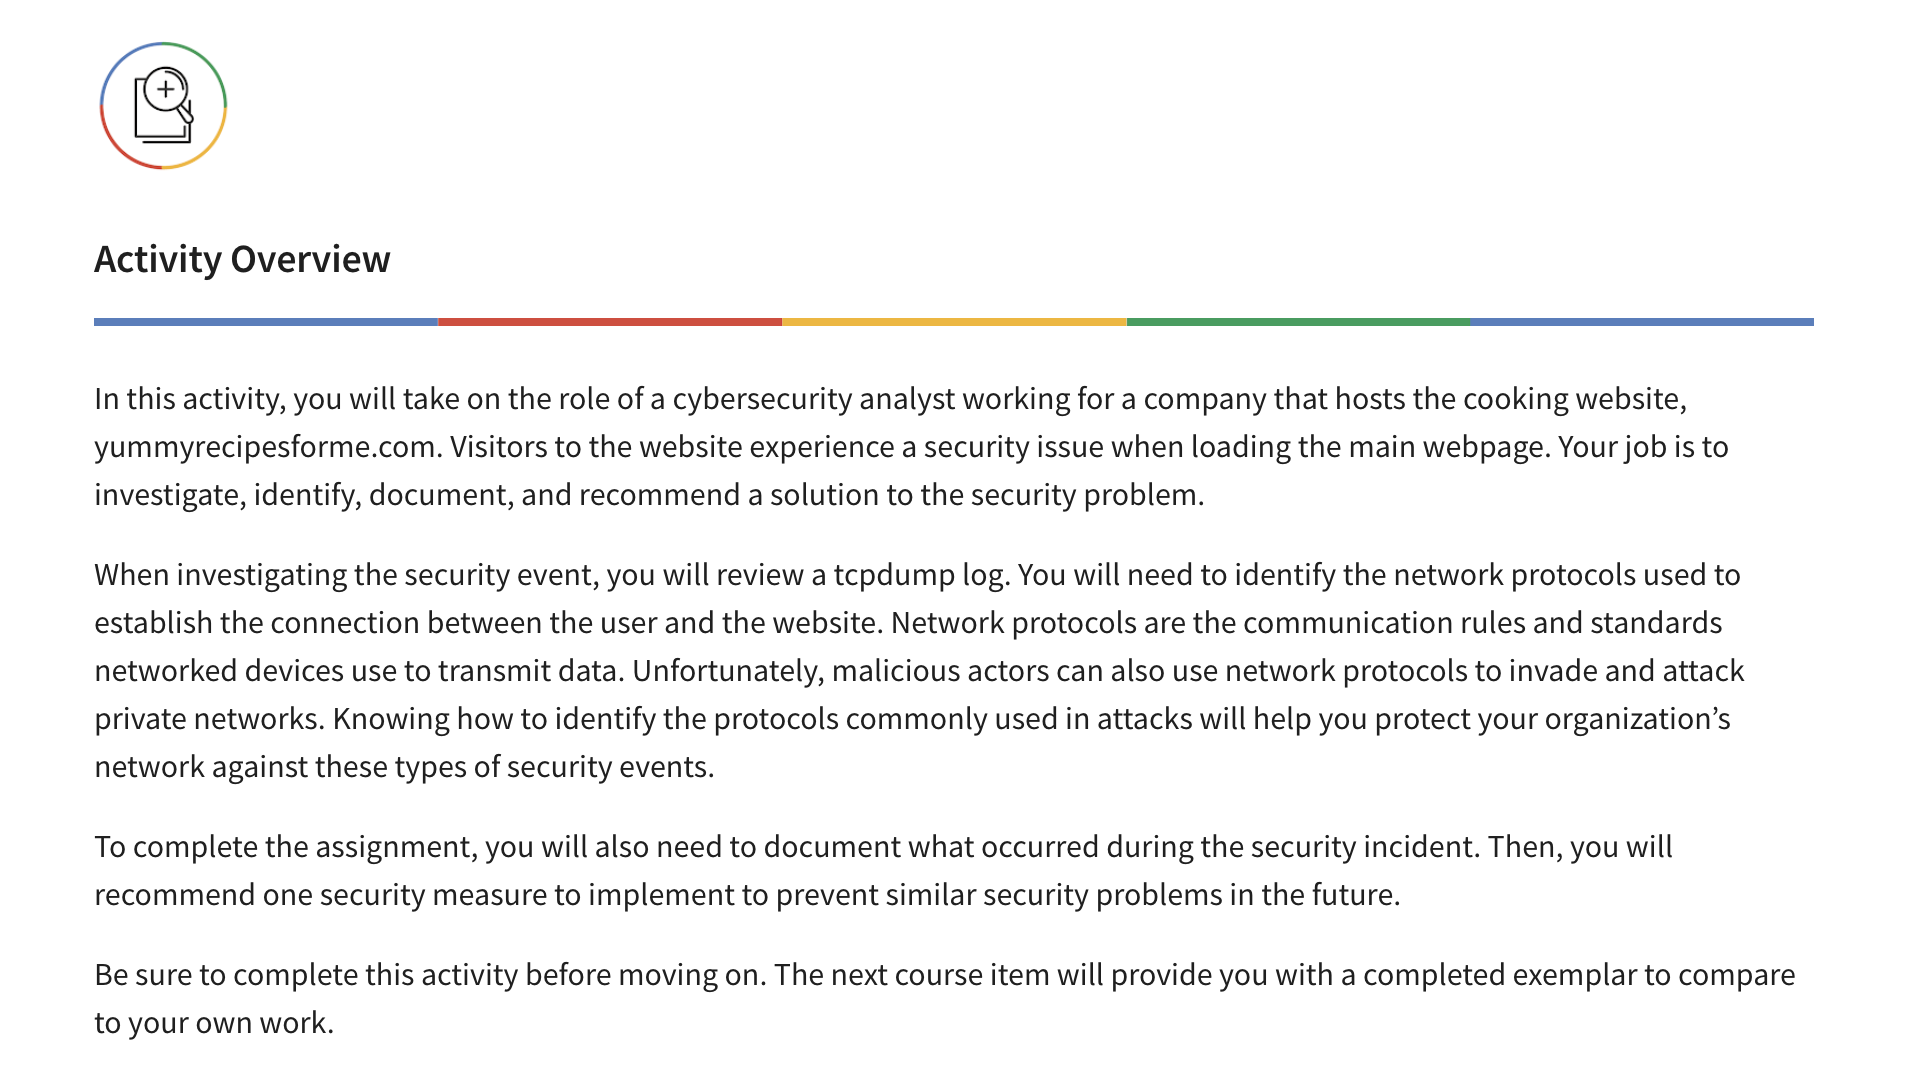 Activity Overview
In this activity, you will take on the role of a cybersecurity analyst working for a company that hosts the cooking website,
yummyrecipesforme.com. Visitors to the website experience a security issue when loading the main webpage. Your job is to
investigate, identify, document, and recommend a solution to the security problem.
When investigating the security event, you will review a tcpdump log. You will need to identify the network protocols used to
establish the connection between the user and the website. Network protocols are the communication rules and standards
networked devices use to transmit data. Unfortunately, malicious actors can also use network protocols to invade and attack
private networks. Knowing how to identify the protocols commonly used in attacks will help you protect your organization’s
network against these types of security events.
To complete the assignment, you will also need to document what occurred during the security incident. Then, you will
recommend one security measure to implement to prevent similar security problems in the future.
Be sure to complete this activity before moving on. The next course item will provide you with a completed exemplar to compare
to your own work.